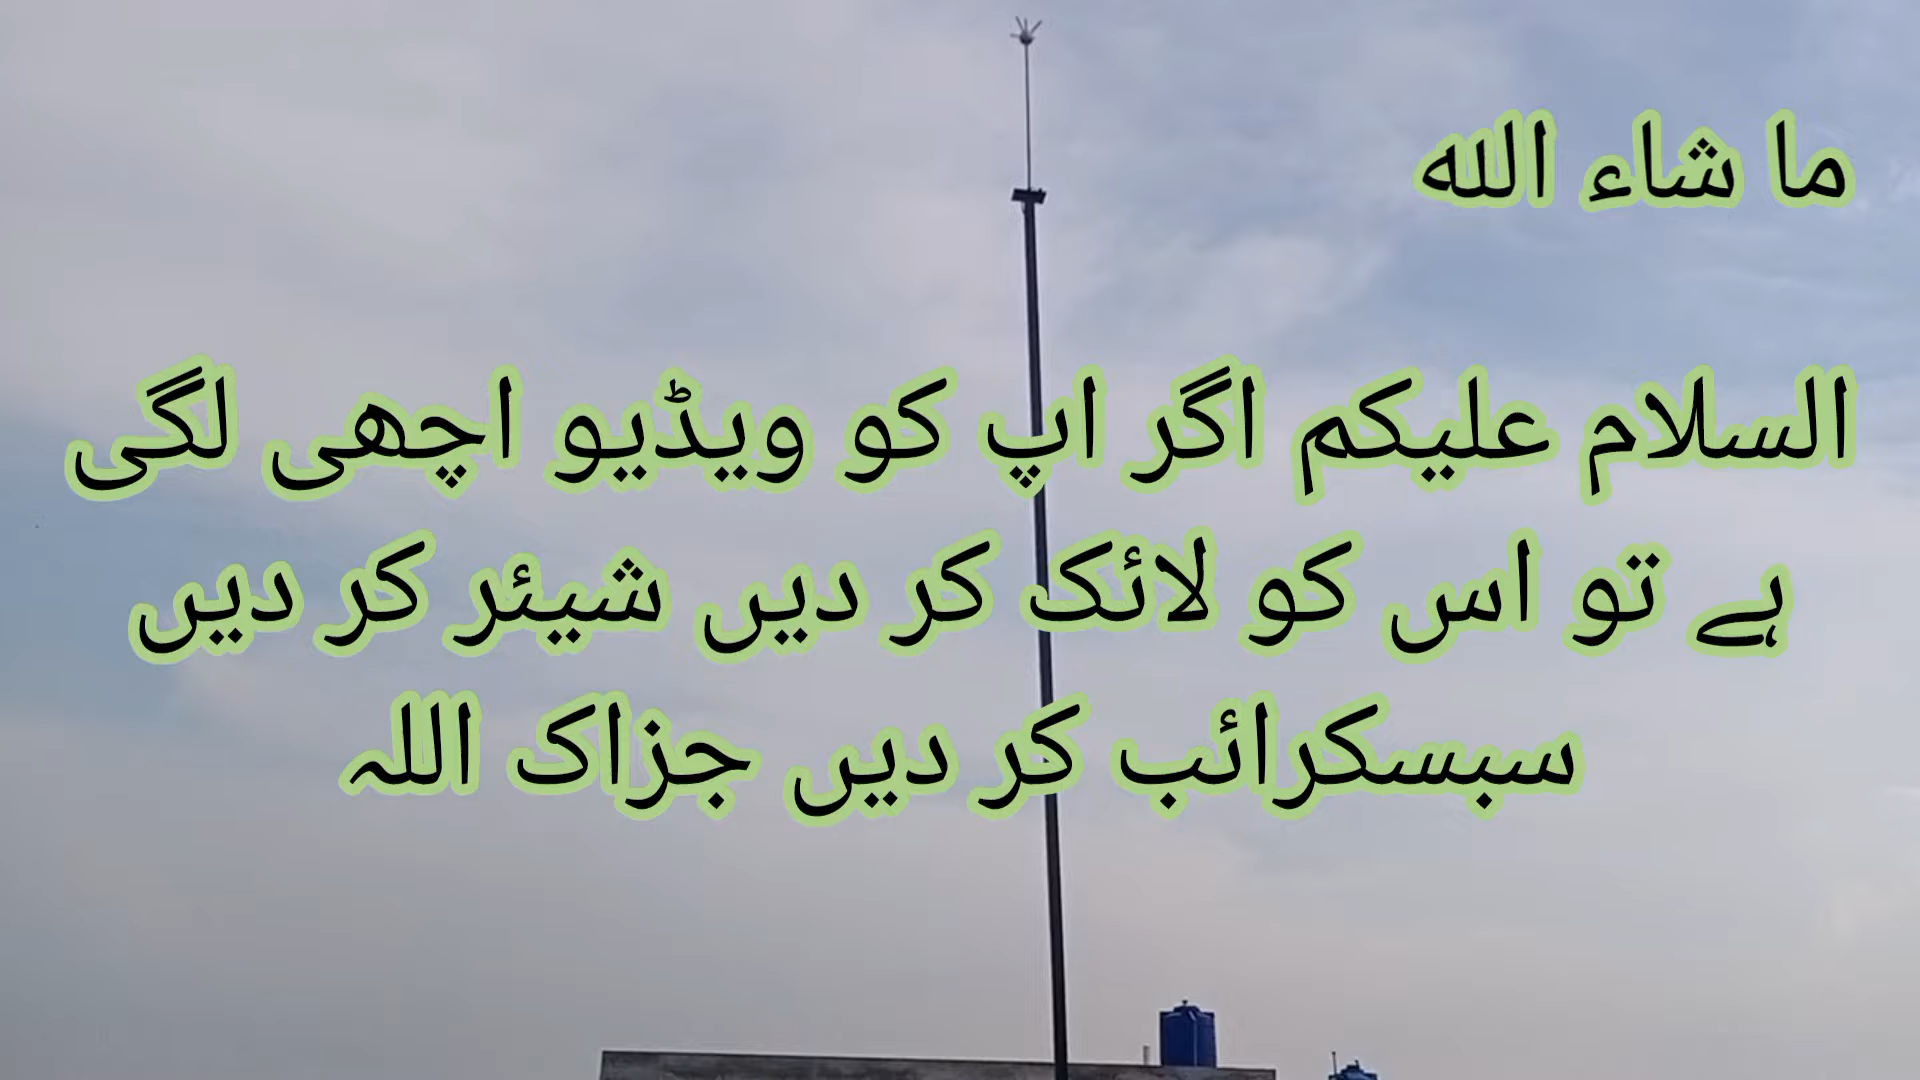 ما شاء الله
السلام علیکم اگر اپ کو ویڈیو اچھی لگی
ہے تو اس کو لائک کر دیں شیئر کر دیں
سبسکرائب کر دیں جزاک اللہ